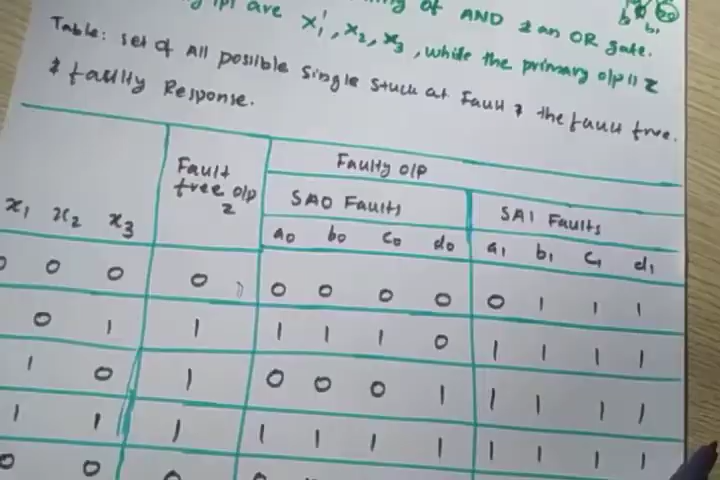 ng of AND & an OR gate.
ipl are x₁', x₂, x₃, while the primary o/p is z
Table: set of All possible single stuck at Fault & the fault free.
& faulty Response.
x₁ x₂ x₃ Fault free o/p z Faulty o/p
SA0 Faults SA1 Faults
a₀ b₀ c₀ d₀ a₁ b₁ c₁ d₁
0 0 0 0 0 0 0 0 0 1 1 1
0 1 1 1 1 1 0 1 1 1 1
1 0 1 0 0 0 1 1 1 1 1
1 1 1 1 1 1 1 1 1 1 1
0 0